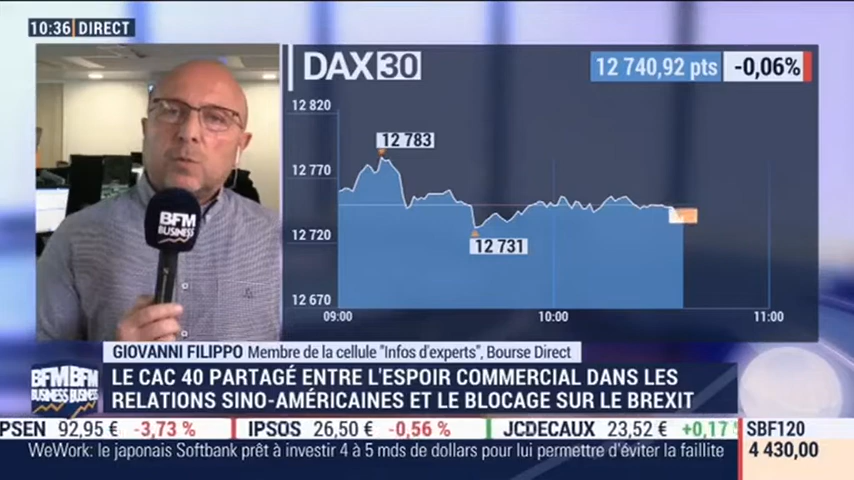 10:36 DIRECT
DAX30
12 740,92 pts -0,06%
12 820
12 783
12 770
12 731
12 720
12 670
09:00 10:00 11:00
BFM
BUSINESS
GIOVANNI FILIPPO Membre de la cellule "Infos d'experts", Bourse Direct
BFM BFM
BUSINESS BUSINESS
LE CAC 40 PARTAGÉ ENTRE L'ESPOIR COMMERCIAL DANS LES
RELATIONS SINO-AMÉRICAINES ET LE BLOCAGE SUR LE BREXIT
PSEN 92,95 € -3,73 % IPSOS 26,50 € -0,56 % JCDECAUX 23,52 € +0,17 %
SBF120
4 430,00
WeWork: le japonais Softbank prêt à investir 4 à 5 mds de dollars pour lui permettre d'éviter la faillite